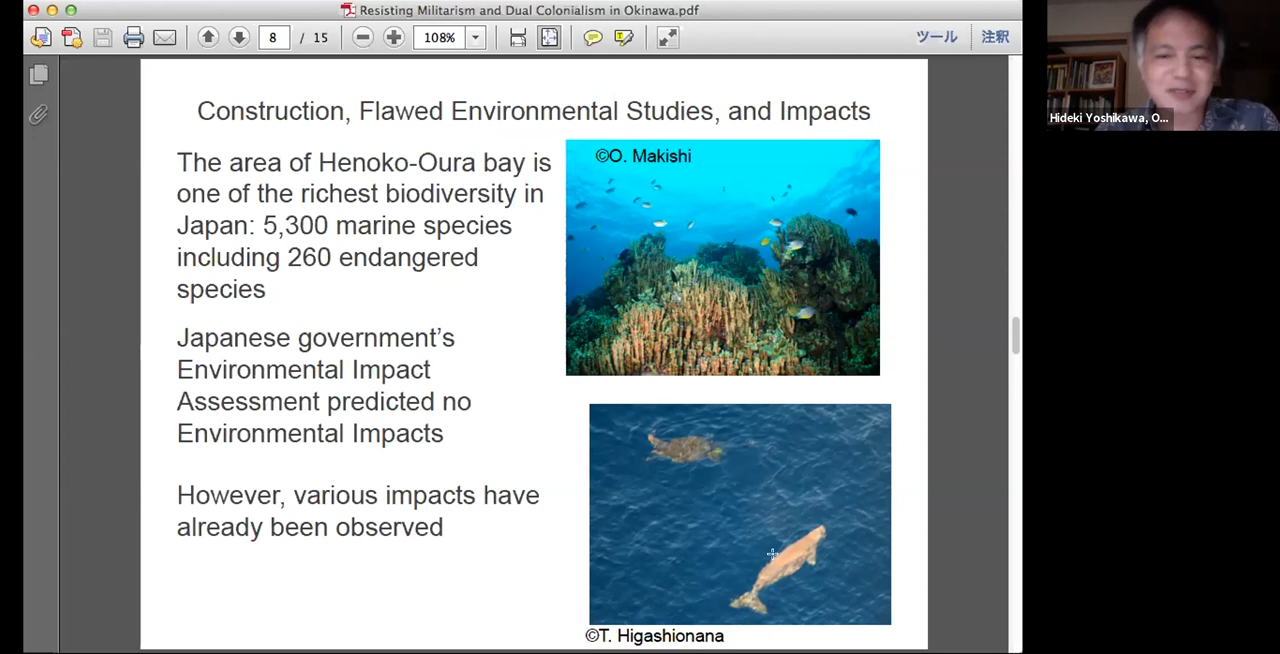 Resisting Militarism and Dual Colonialism in Okinawa.pdf
8 / 15
108%
ツール 注釈
Hideki Yoshikawa, O...
Construction, Flawed Environmental Studies, and Impacts
The area of Henoko-Oura bay is
one of the richest biodiversity in
Japan: 5,300 marine species
including 260 endangered
species
Japanese government's
Environmental Impact
Assessment predicted no
Environmental Impacts
However, various impacts have
already been observed
©O. Makishi
©T. Higashionana